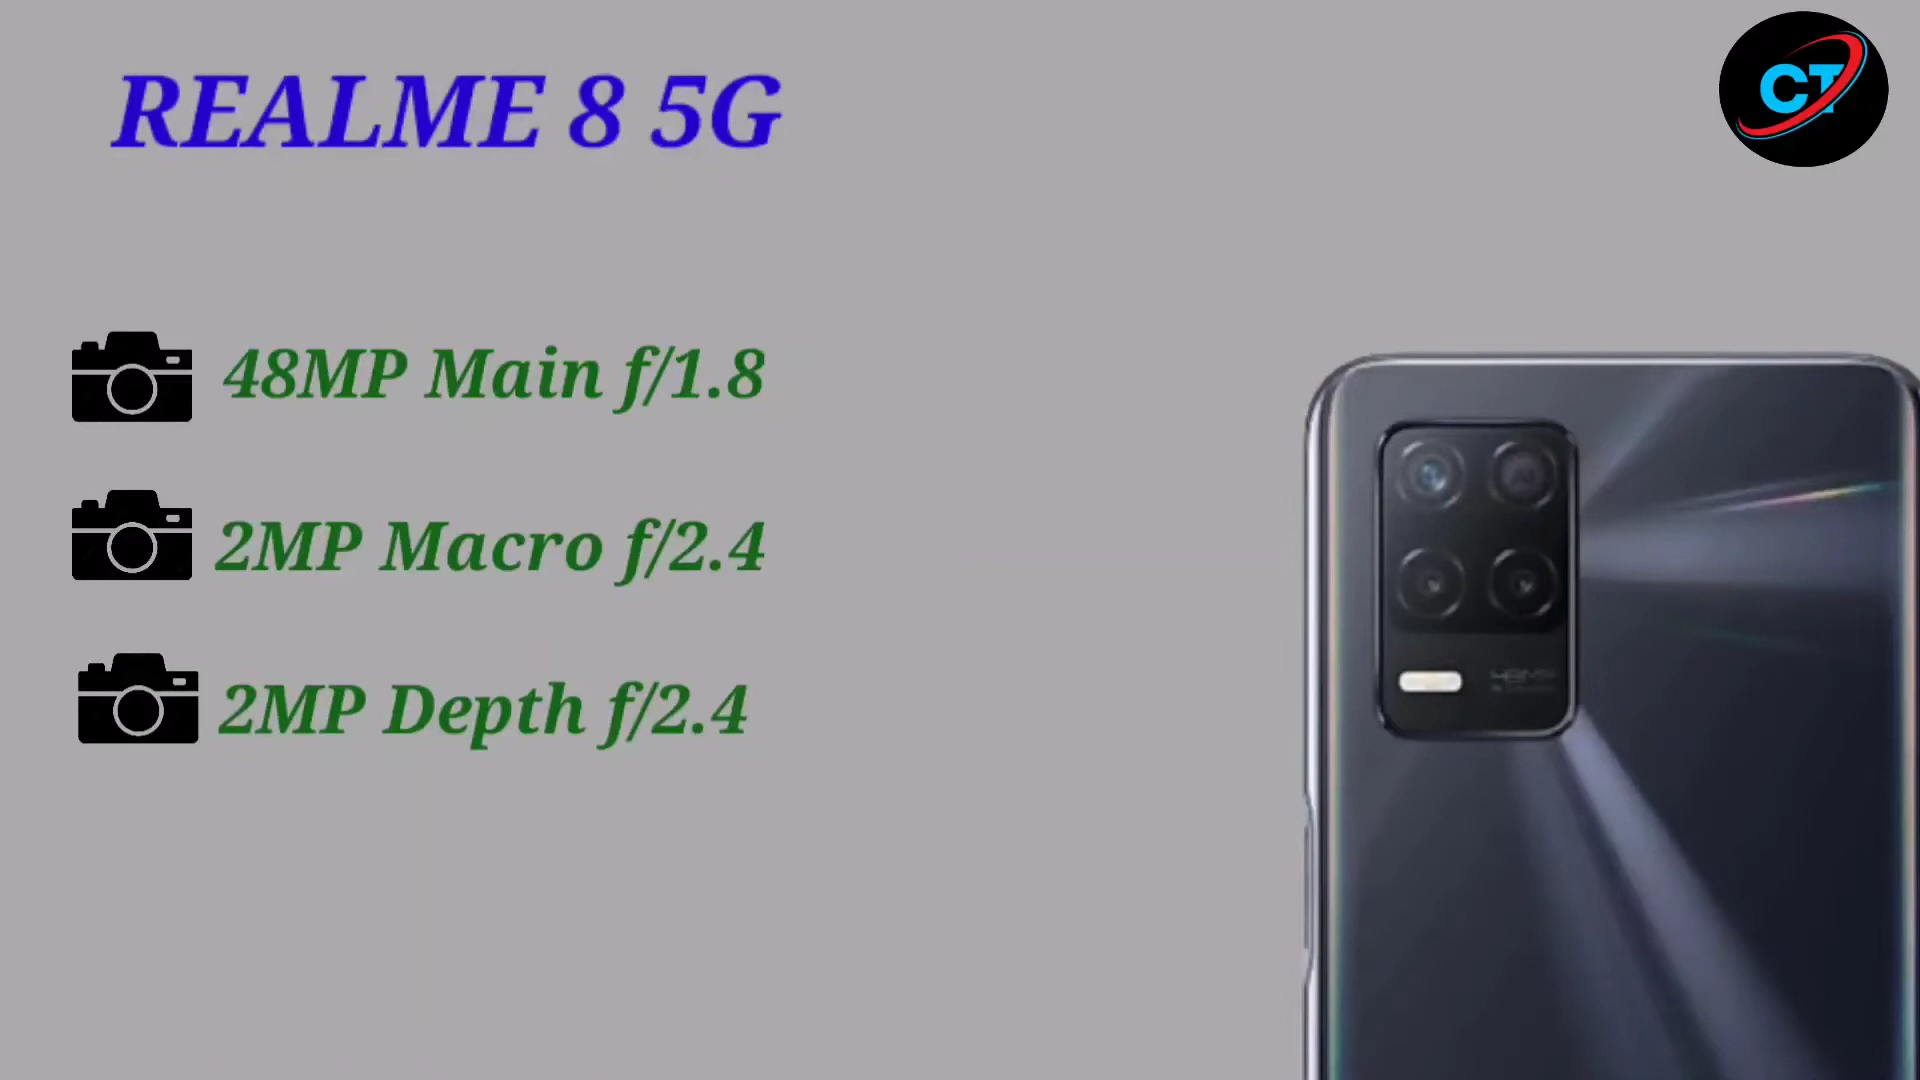 REALME 8 5G
CT
48MP Main f/1.8
2MP Macro f/2.4
2MP Depth f/2.4